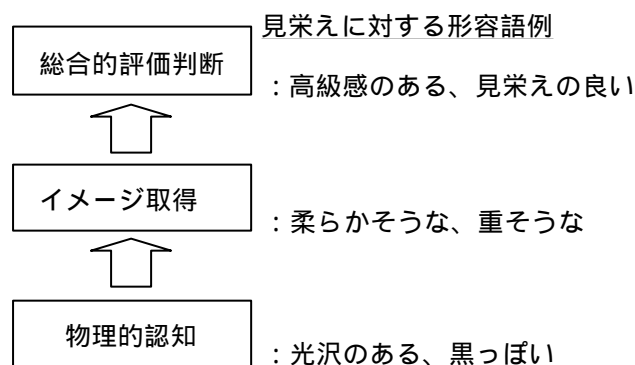 見栄えに対する形容語例
総合的評価判断
：高級感のある、見栄えの良い
イメージ取得
：柔らかそうな、重そうな
物理的認知
：光沢のある、黒っぽい